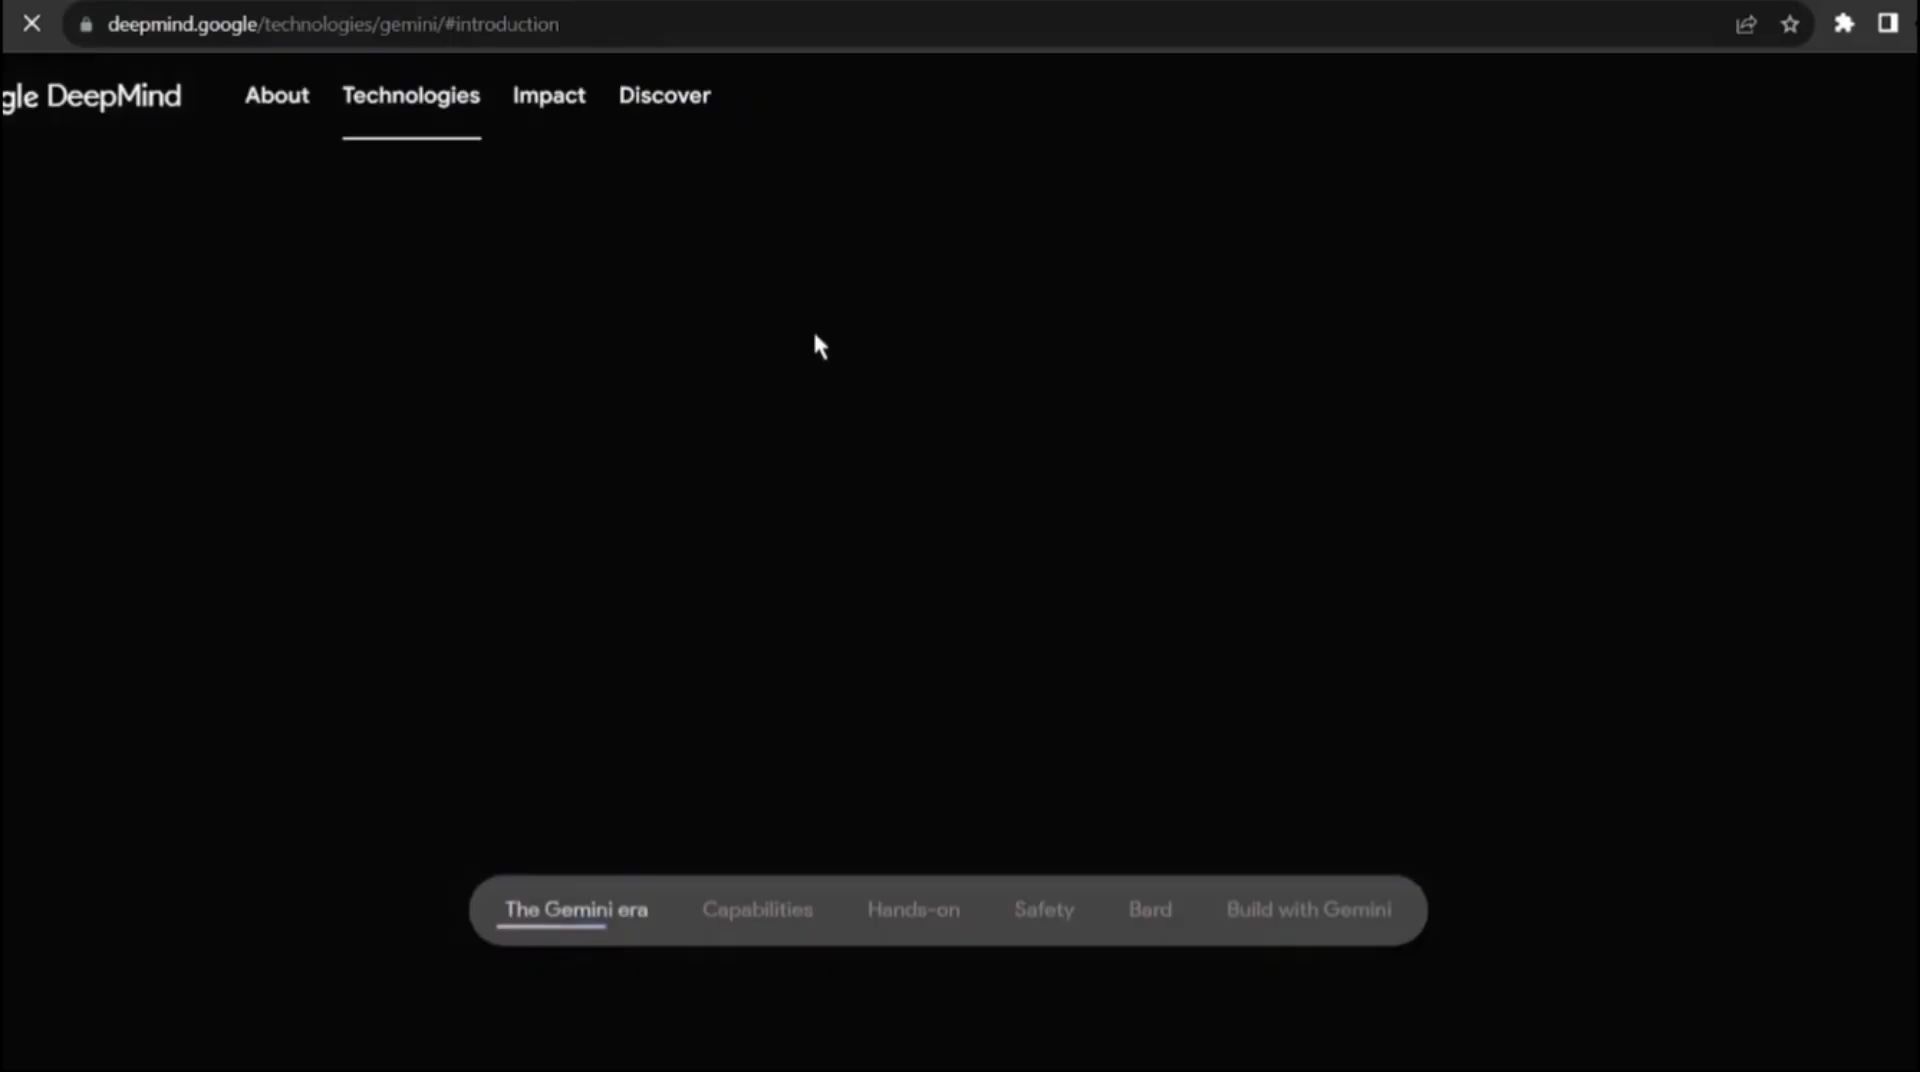 deepmind.google/technologies/gemini/#introduction
gle DeepMind About Technologies Impact Discover
The Gemini era Capabilities Hands-on Safety Bard Build with Gemini